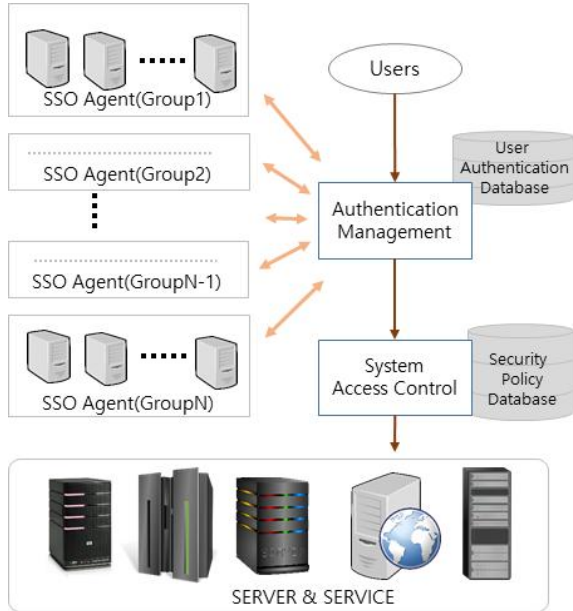 SSO Agent(Group1)
SSO Agent(Group2)
SSO Agent(GroupN-1)
SSO Agent(GroupN)
Users
User
Authentication
Database
Authentication
Management
System
Access Control
Security
Policy
Database
SERVER & SERVICE